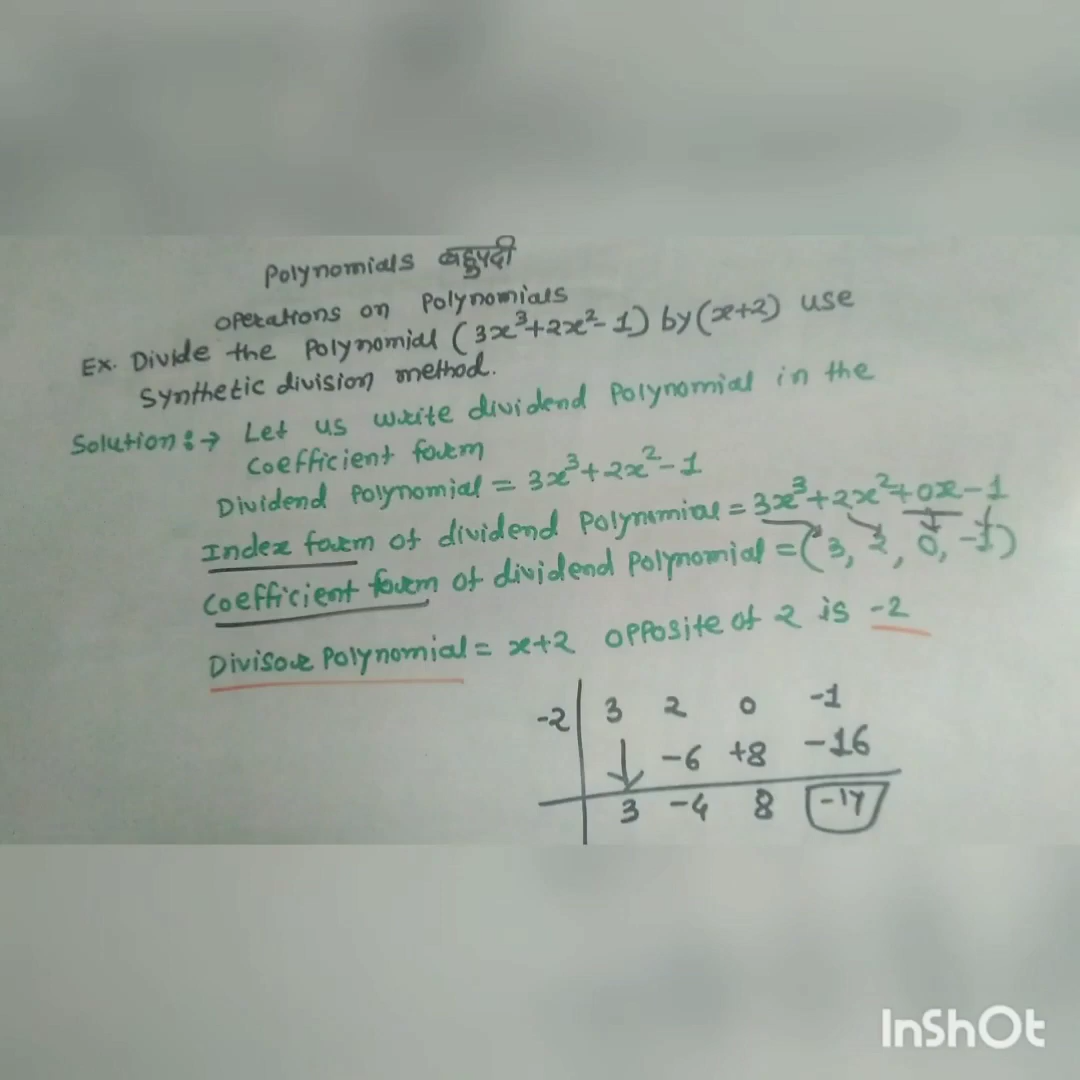 Polynomials बहुपदी
operations on Polynomials
Ex. Divide the Polynomial (3x³+2x²-1) by (x+2) use
Synthetic division method.
Solution:→ Let us write dividend Polynomial in the
coefficient form
Dividend Polynomial = 3x³+2x²-1
Index form of dividend Polynomial = 3x³+2x²+0x-1
Coefficient form of dividend Polynomial = (3, 2, 0, -1)
Divisor Polynomial = x+2 opposite of 2 is -2
-2 | 3 2 0 -1
↓ -6 +8 -16
3 -4 8 -17
InShOt